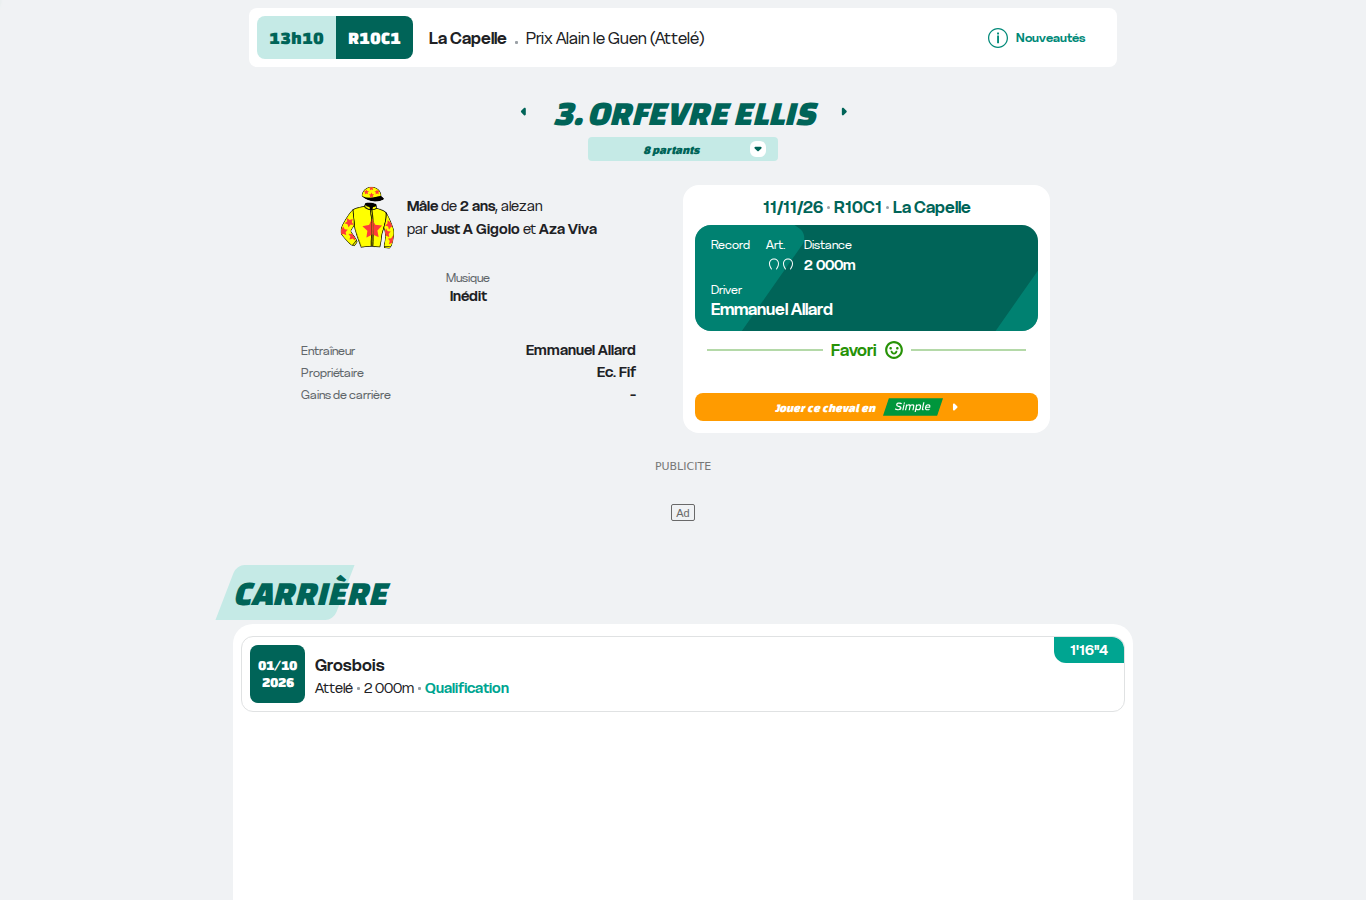 13h10 R10C1 La Capelle . Prix Alain le Guen (Attelé) Nouveautés
3. ORFEVRE ELLIS
8 partants
Mâle de 2 ans, alezan
par Just A Gigolo et Aza Viva
Musique
Inédit
Entraîneur Emmanuel Allard
Propriétaire Ec. Fif
Gains de carrière -
11/11/26 · R10C1 · La Capelle
Record Art. Distance
2 000m
Driver
Emmanuel Allard
Favori
Jouer ce cheval en Simple
PUBLICITE
Ad
CARRIÈRE
01/10
2026
Grosbois
Attelé · 2 000m · Qualification
1'16"4